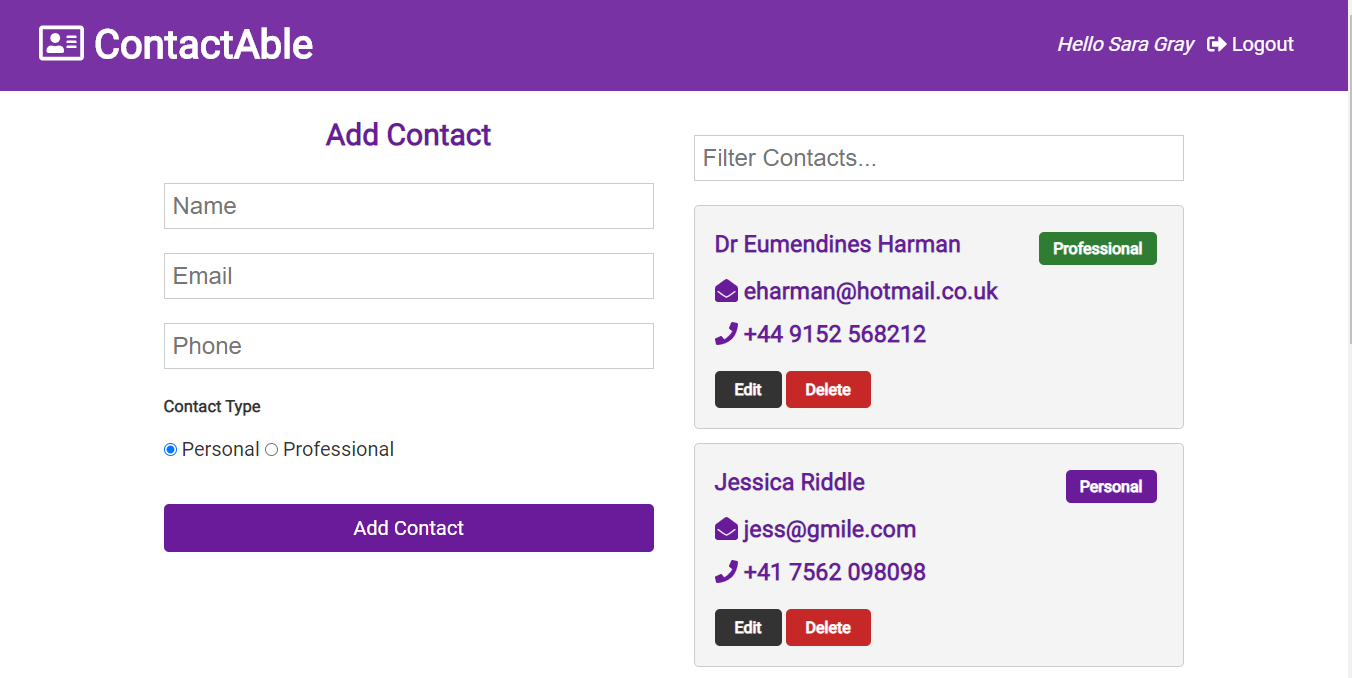 ContactAble
Hello Sara Gray Logout
Add Contact
Name
Email
Phone
Contact Type
Personal Professional
Add Contact
Filter Contacts...
Dr Eumendines Harman
Professional
eharman@hotmail.co.uk
+44 9152 568212
Edit Delete
Jessica Riddle
Personal
jess@gmile.com
+41 7562 098098
Edit Delete